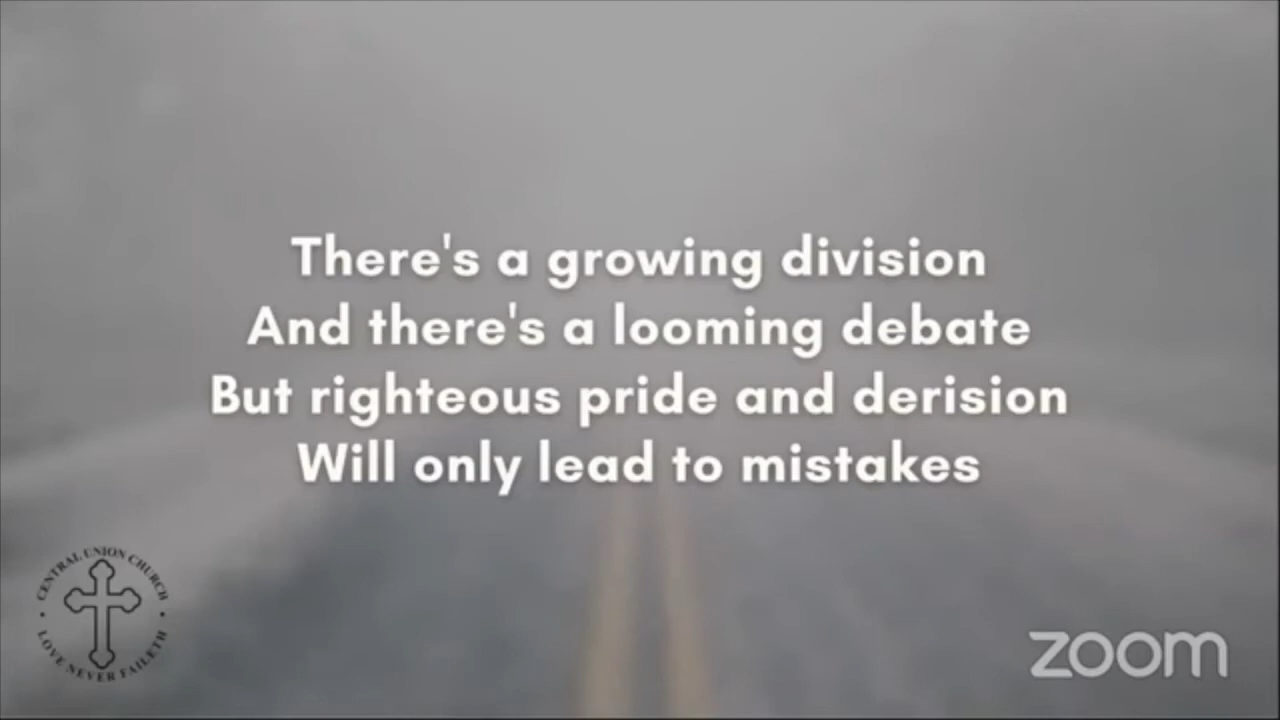 There's a growing division
And there's a looming debate
But righteous pride and derision
Will only lead to mistakes
CENTRAL UNION CHURCH
LOVE NEVER FAILETH
zoom